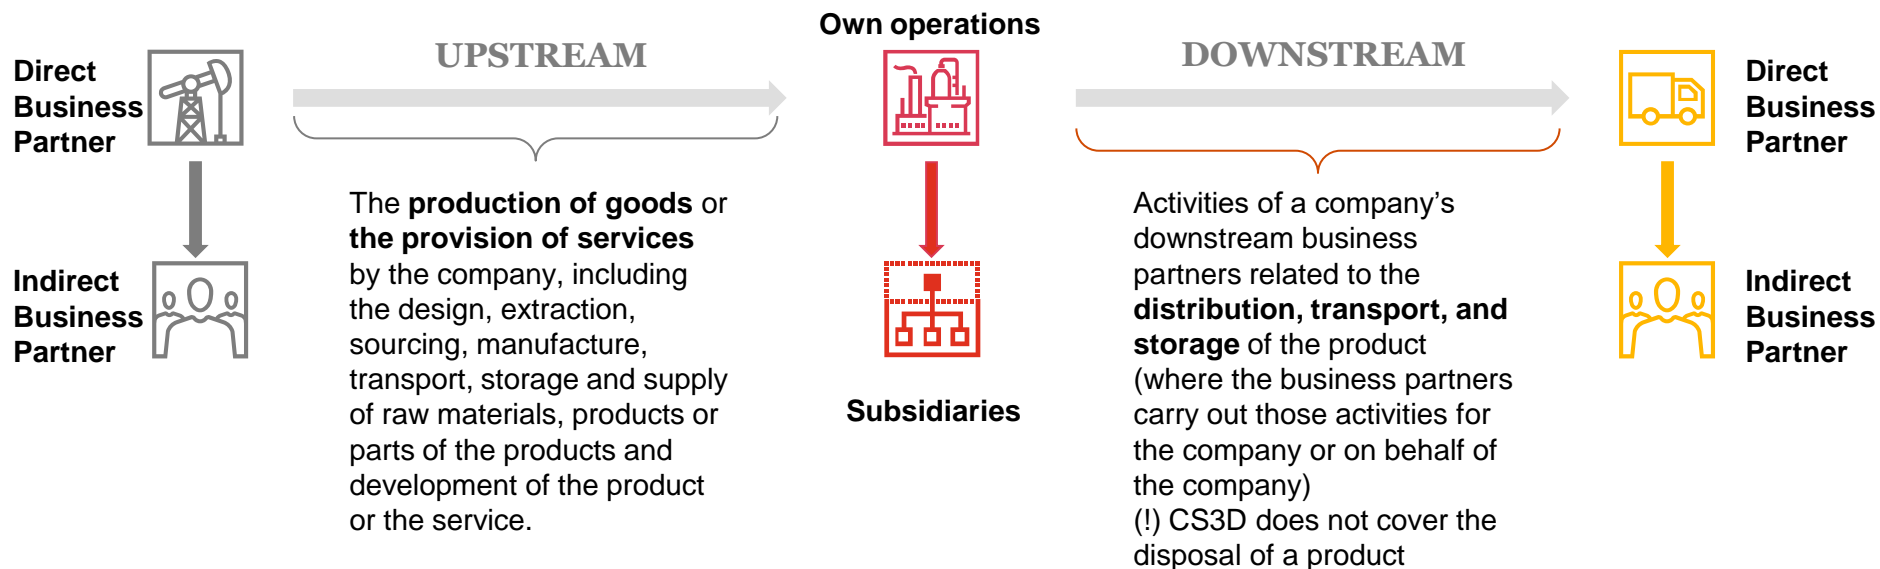 Own operations
UPSTREAM
DOWNSTREAM
Direct
Business
Partner
Direct
Business
Partner
The production of goods or
the provision of services
by the company, including
the design, extraction,
sourcing, manufacture,
transport, storage and supply
of raw materials, products or
parts of the products and
development of the product
or the service.
Activities of a company’s
downstream business
partners related to the
distribution, transport, and
storage of the product
(where the business partners
carry out those activities for
the company or on behalf of
the company)
(!) CS3D does not cover the
disposal of a product
Indirect
Business
Partner
Subsidiaries
Indirect
Business
Partner